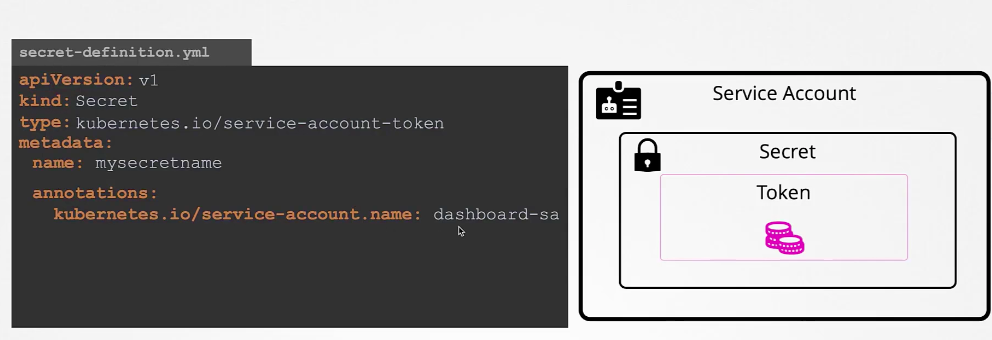 secret-definition.yml
apiVersion: v1
kind: Secret
type: kubernetes.io/service-account-token
metadata:
name: mysecretname
annotations:
kubernetes.io/service-account.name: dashboard-sa
Service Account
Secret
Token